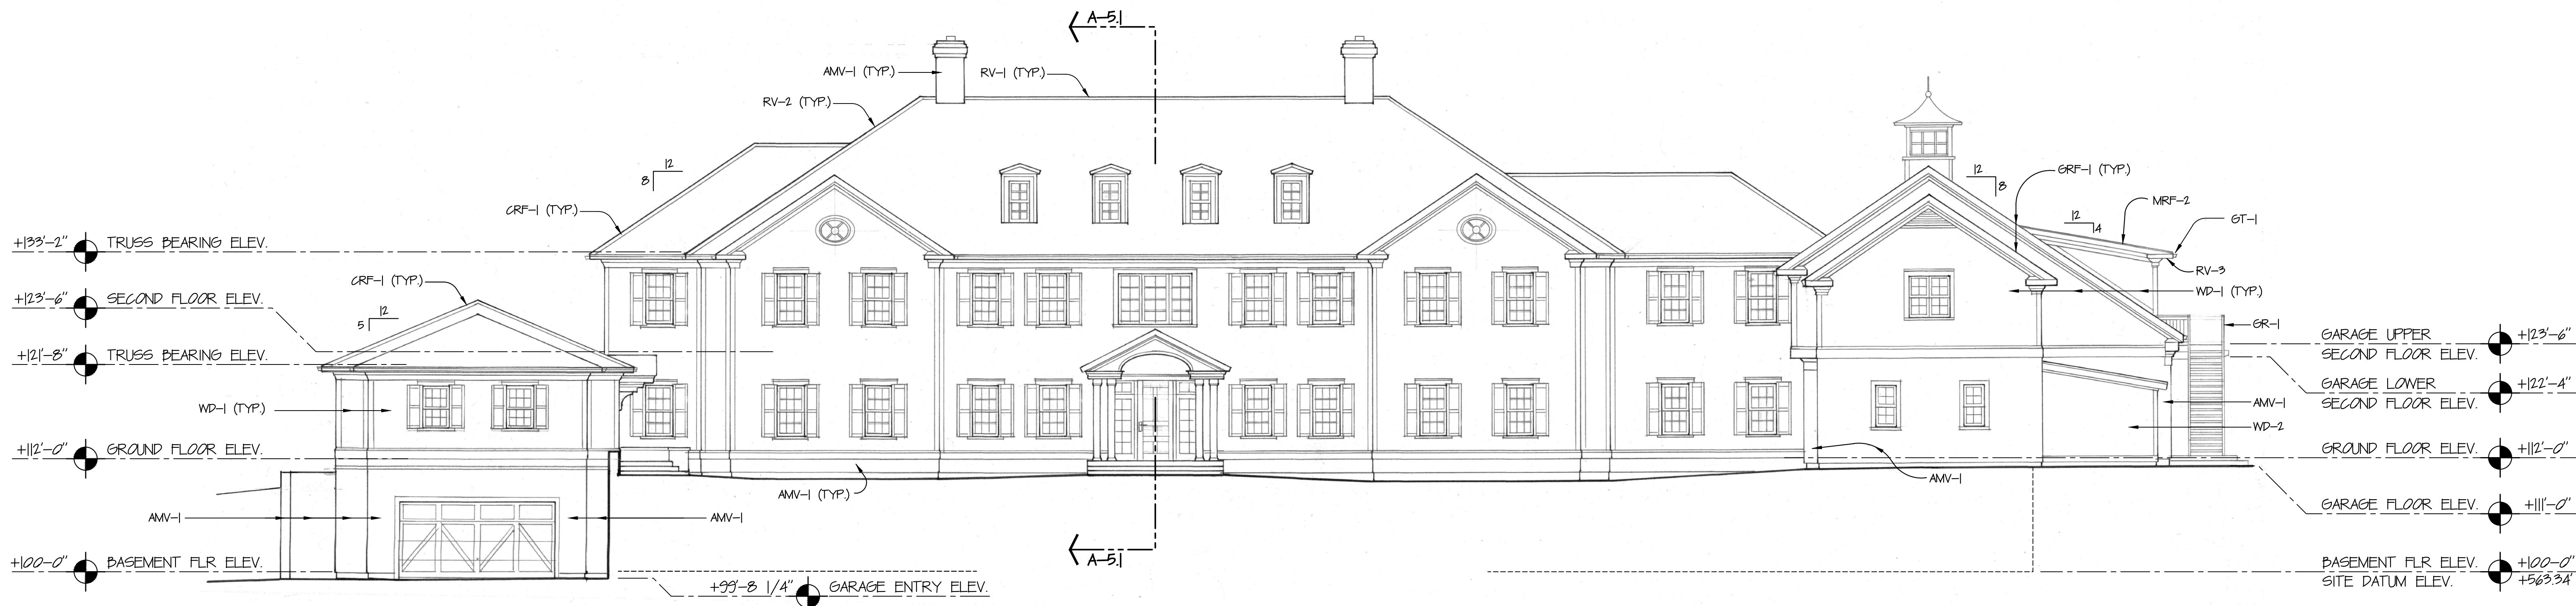 A-5.1
AMV-1 (TYP.)
RV-1 (TYP.)
RV-2 (TYP.)
12
8
CRF-1 (TYP.)
+133'-2" TRUSS BEARING ELEV.
CRF-1 (TYP.)
+123'-6" SECOND FLOOR ELEV.
12
5
+121'-8" TRUSS BEARING ELEV.
WD-1 (TYP.)
+112'-0" GROUND FLOOR ELEV.
AMV-1 (TYP.)
AMV-1
AMV-1
+100-0" BASEMENT FLR ELEV.
+99'-8 1/4" GARAGE ENTRY ELEV.
A-5.1
12
8
GRF-1 (TYP.)
MRF-2
12
4
GT-1
RV-3
WD-1 (TYP.)
GR-1
GARAGE UPPER +123'-6"
SECOND FLOOR ELEV.
GARAGE LOWER +122'-4"
SECOND FLOOR ELEV.
AMV-1
WD-2
GROUND FLOOR ELEV. +112'-0"
AMV-1
GARAGE FLOOR ELEV. +111'-0"
BASEMENT FLR ELEV. +100-0"
SITE DATUM ELEV. +563.34'